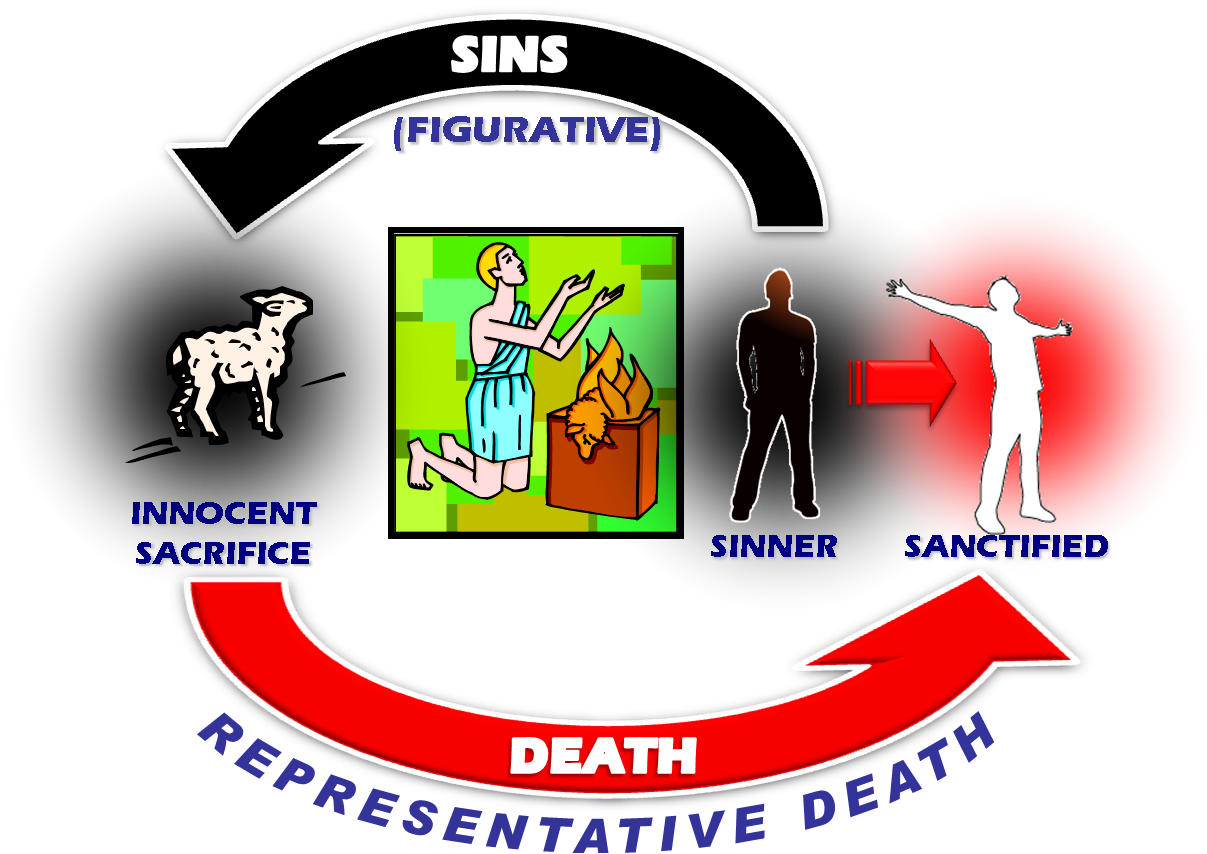 SINS
(FIGURATIVE)
INNOCENT
SACRIFICE
SINNER
SANCTIFIED
DEATH
REPRESENTATIVE DEATH